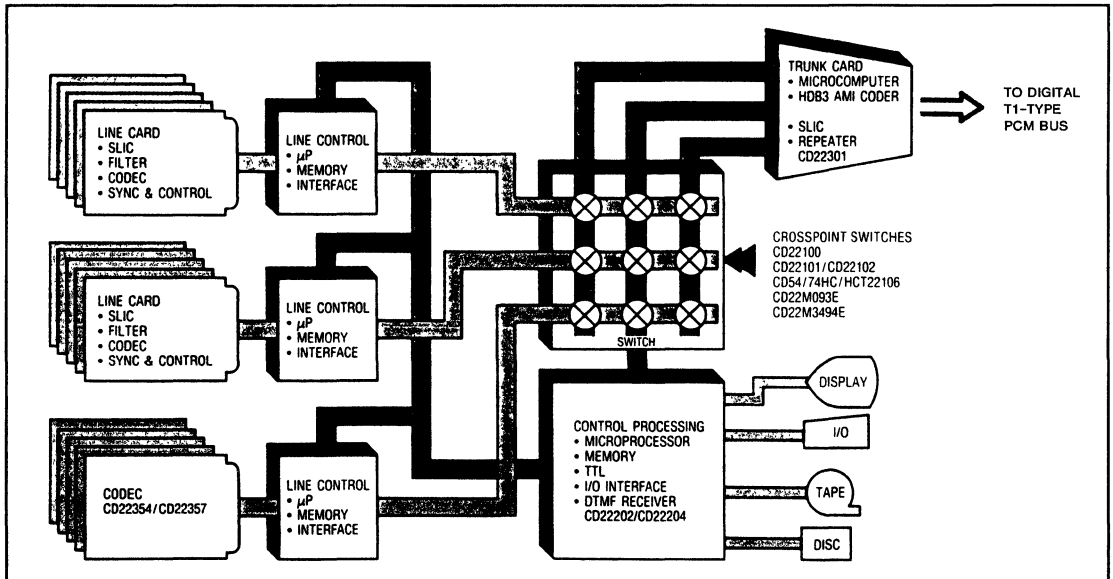 LINE CARD
• SLIC
• FILTER
• CODEC
• SYNC & CONTROL
LINE CONTROL
• µP
• MEMORY
• INTERFACE
TRUNK CARD
• MICROCOMPUTER
• HDB3 AMI CODER
• SLIC
• REPEATER
CD22301
TO DIGITAL
T1-TYPE
PCM BUS
LINE CARD
• SLIC
• FILTER
• CODEC
• SYNC & CONTROL
LINE CONTROL
• µP
• MEMORY
• INTERFACE
CROSSPOINT SWITCHES
CD22100
CD22101/CD22102
CD54/74HC/HCT22106
CD22M093E
CD22M3494E
SWITCH
CODEC
CD22354/CD22357
LINE CONTROL
• µP
• MEMORY
• INTERFACE
CONTROL PROCESSING
• MICROPROCESSOR
• MEMORY
• TTL
• I/O INTERFACE
• DTMF RECEIVER
CD22202/CD22204
DISPLAY
I/O
TAPE
DISC